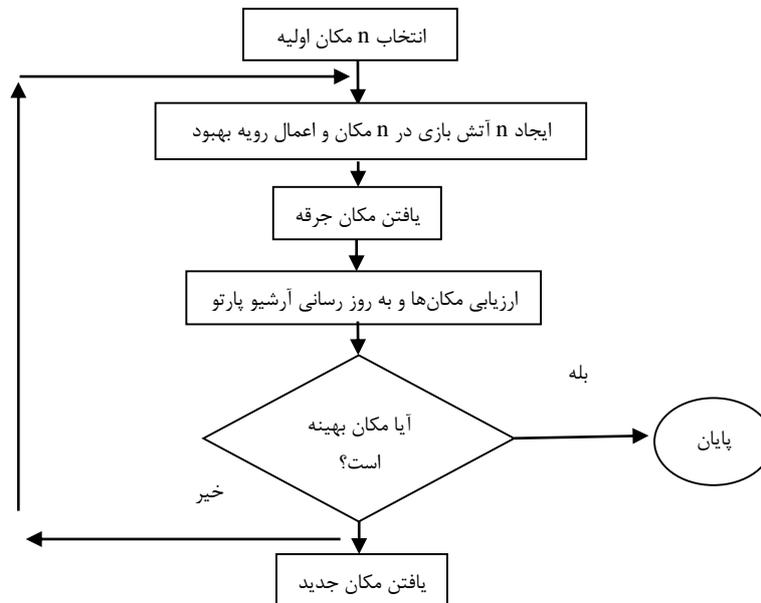 انتخاب n مکان اولیه
ایجاد n آتش بازی در n مکان و اعمال رویه بهبود
یافتن مکان جرقه
ارزیابی مکان‌ها و به روز رسانی آرشیو پارتو
بله
آیا مکان بهینه
است؟
پایان
خیر
یافتن مکان جدید